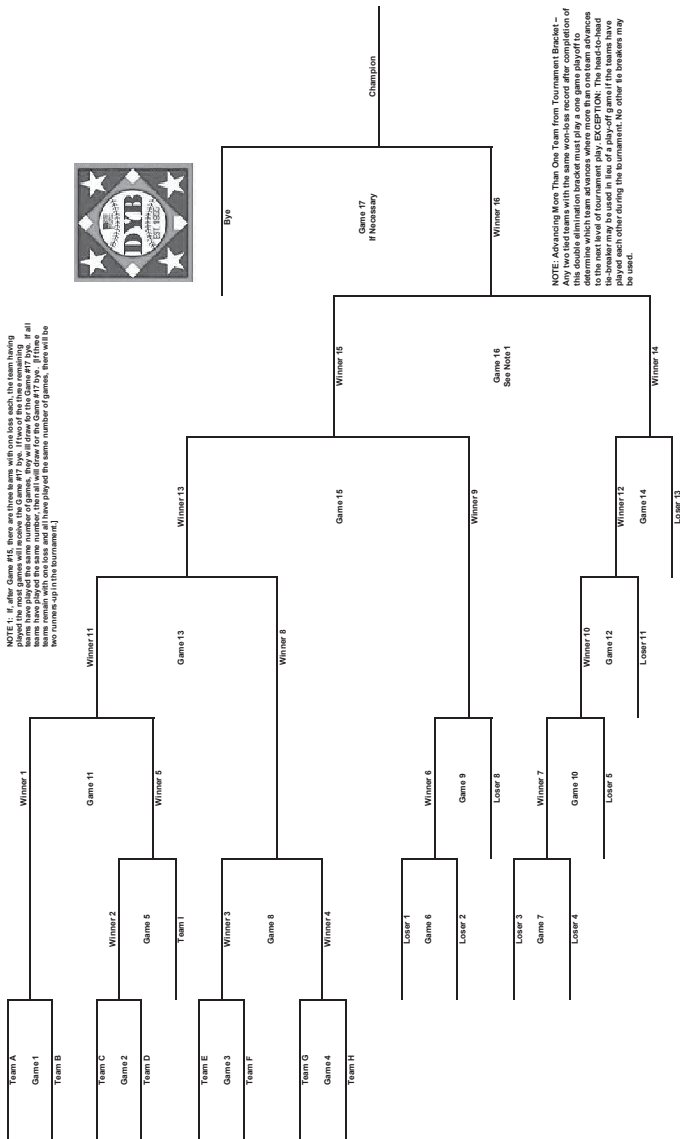 NOTE 1: If, after Game #15, there are three teams with one loss each, the team having
played the most games will receive the Game #17 bye. If two of the three remaining
teams have played the same number of games, they will draw for the Game #17 bye. If all
teams have played the same number, then all will draw for the Game #17 bye. [If three
teams remain with one loss and all have played the same number of games, there will be
two runners-up in the tournament.]
DYB
EST. 1955
Team A
Game 1
Team B
Team C
Game 2
Team D
Team E
Game 3
Team F
Team G
Game 4
Team H
Winner 2
Game 5
Team I
Winner 3
Game 8
Winner 4
Loser 1
Game 6
Loser 2
Loser 3
Game 7
Loser 4
Winner 1
Game 11
Winner 5
Winner 6
Game 9
Loser 8
Winner 7
Game 10
Loser 5
Winner 11
Game 13
Winner 8
Winner 10
Game 12
Loser 11
Winner 13
Game 15
Winner 9
Winner 12
Game 14
Loser 13
Winner 15
Game 16
See Note 1
Winner 14
Bye
Game 17
If Necessary
Winner 16
Champion
NOTE: Advancing More Than One Team from Tournament Bracket –
Any two tied teams with the same won-loss record after completion of
this double elimination bracket must play a one game playoff to
determine which team advances where more than one team advances
to the next level of tournament play. EXCEPTION: The head-to-head
tie-breaker may be used in lieu of a play-off game if the teams have
played each other during the tournament. No other tie breakers may
be used.